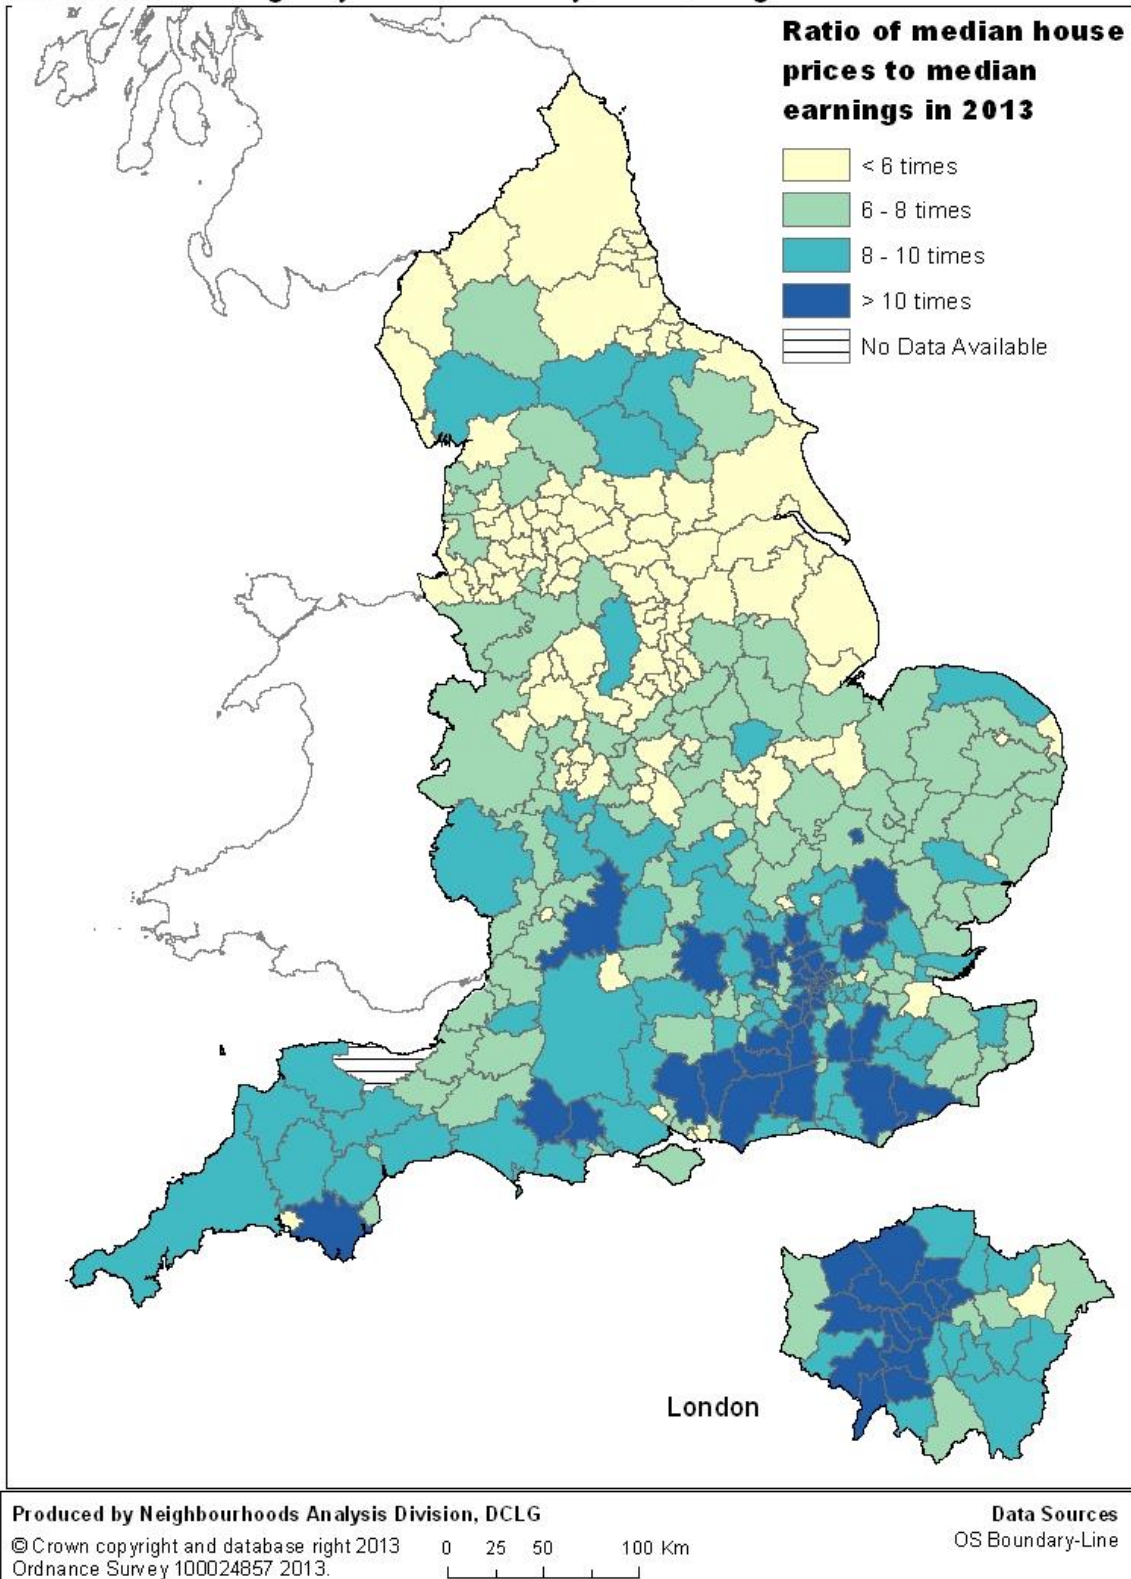 Ratio of median house
prices to median
earnings in 2013
< 6 times
6 - 8 times
8 - 10 times
> 10 times
No Data Available
London
Produced by Neighbourhoods Analysis Division, DCLG
© Crown copyright and database right 2013
Ordnance Survey 100024857 2013.
0 25 50 100 Km
Data Sources
OS Boundary-Line